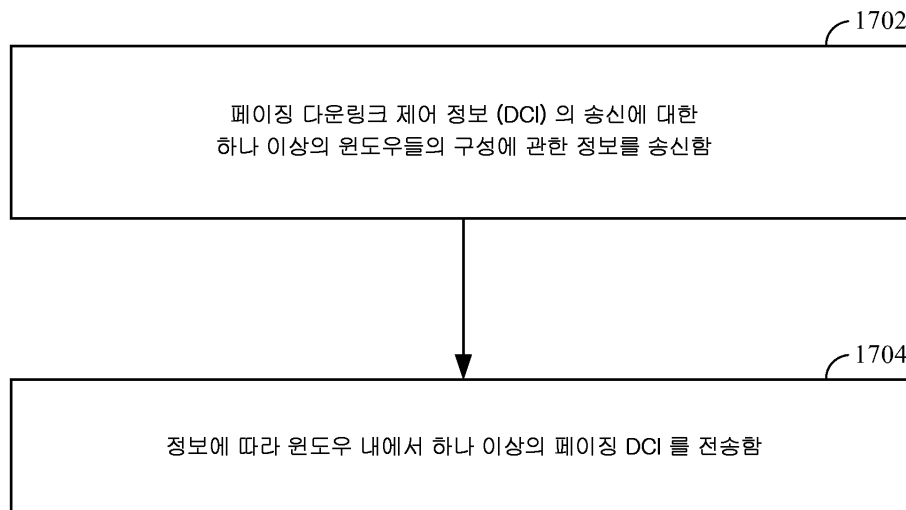 1702
페이징 다운링크 제어 정보 (DCI) 의 송신에 대한
하나 이상의 윈도우들의 구성에 관한 정보를 송신함
1704
정보에 따라 윈도우 내에서 하나 이상의 페이징 DCI 를 전송함